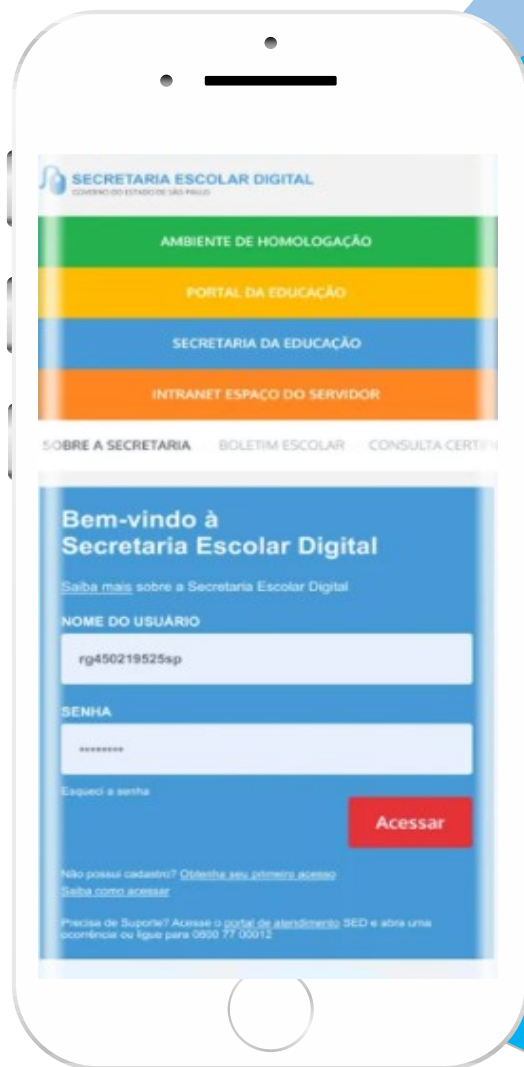 SECRETARIA ESCOLAR DIGITAL
GOVERNO DO ESTADO DE SÃO PAULO
AMBIENTE DE HOMOLOGAÇÃO
PORTAL DA EDUCAÇÃO
SECRETARIA DA EDUCAÇÃO
INTRANET ESPAÇO DO SERVIDOR
SOBRE A SECRETARIA BOLETIM ESCOLAR CONSULTA CERTI
Bem-vindo à
Secretaria Escolar Digital
Saiba mais sobre a Secretaria Escolar Digital
NOME DO USUÁRIO
rg450219525sp
SENHA
••••••••
Esqueci a senha
Acessar
Não possui cadastro? Obtenha seu primeiro acesso
Saiba como acessar
Precisa de Suporte? Acesse o portal de atendimento SED e abra uma
ocorrência ou ligue para 0800 77 00012